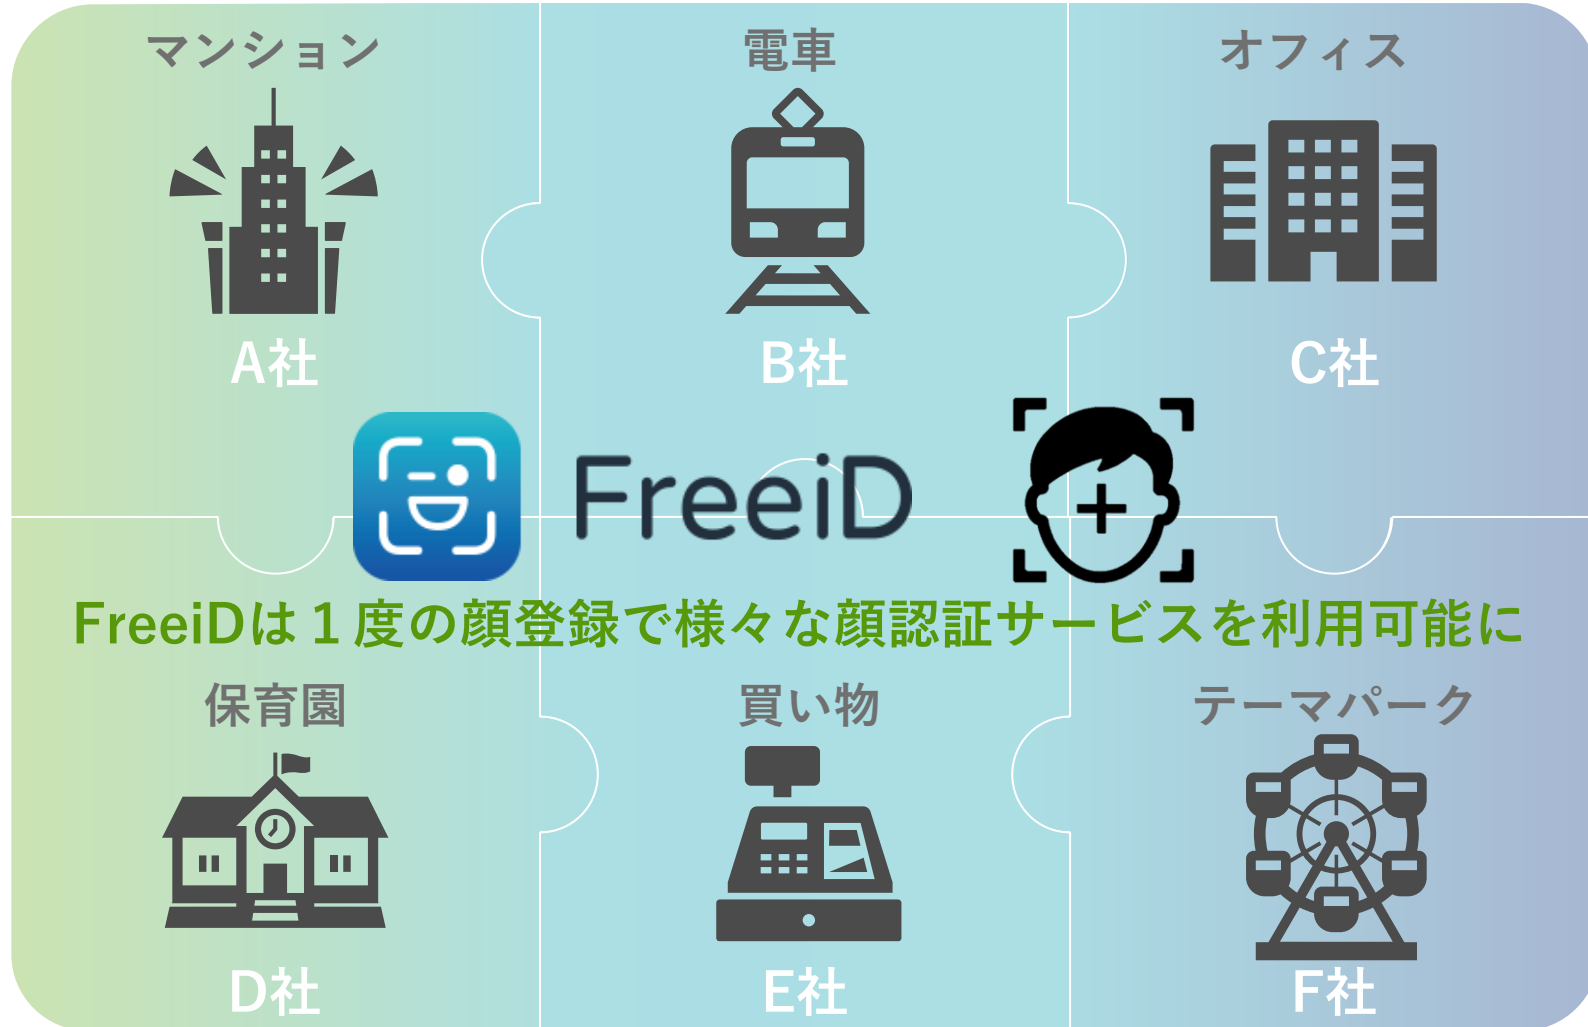 マンション
電車
オフィス
A社
B社
C社
FreeiD
FreeiDは１度の顔登録で様々な顔認証サービスを利用可能に
保育園
買い物
テーマパーク
D社
E社
F社